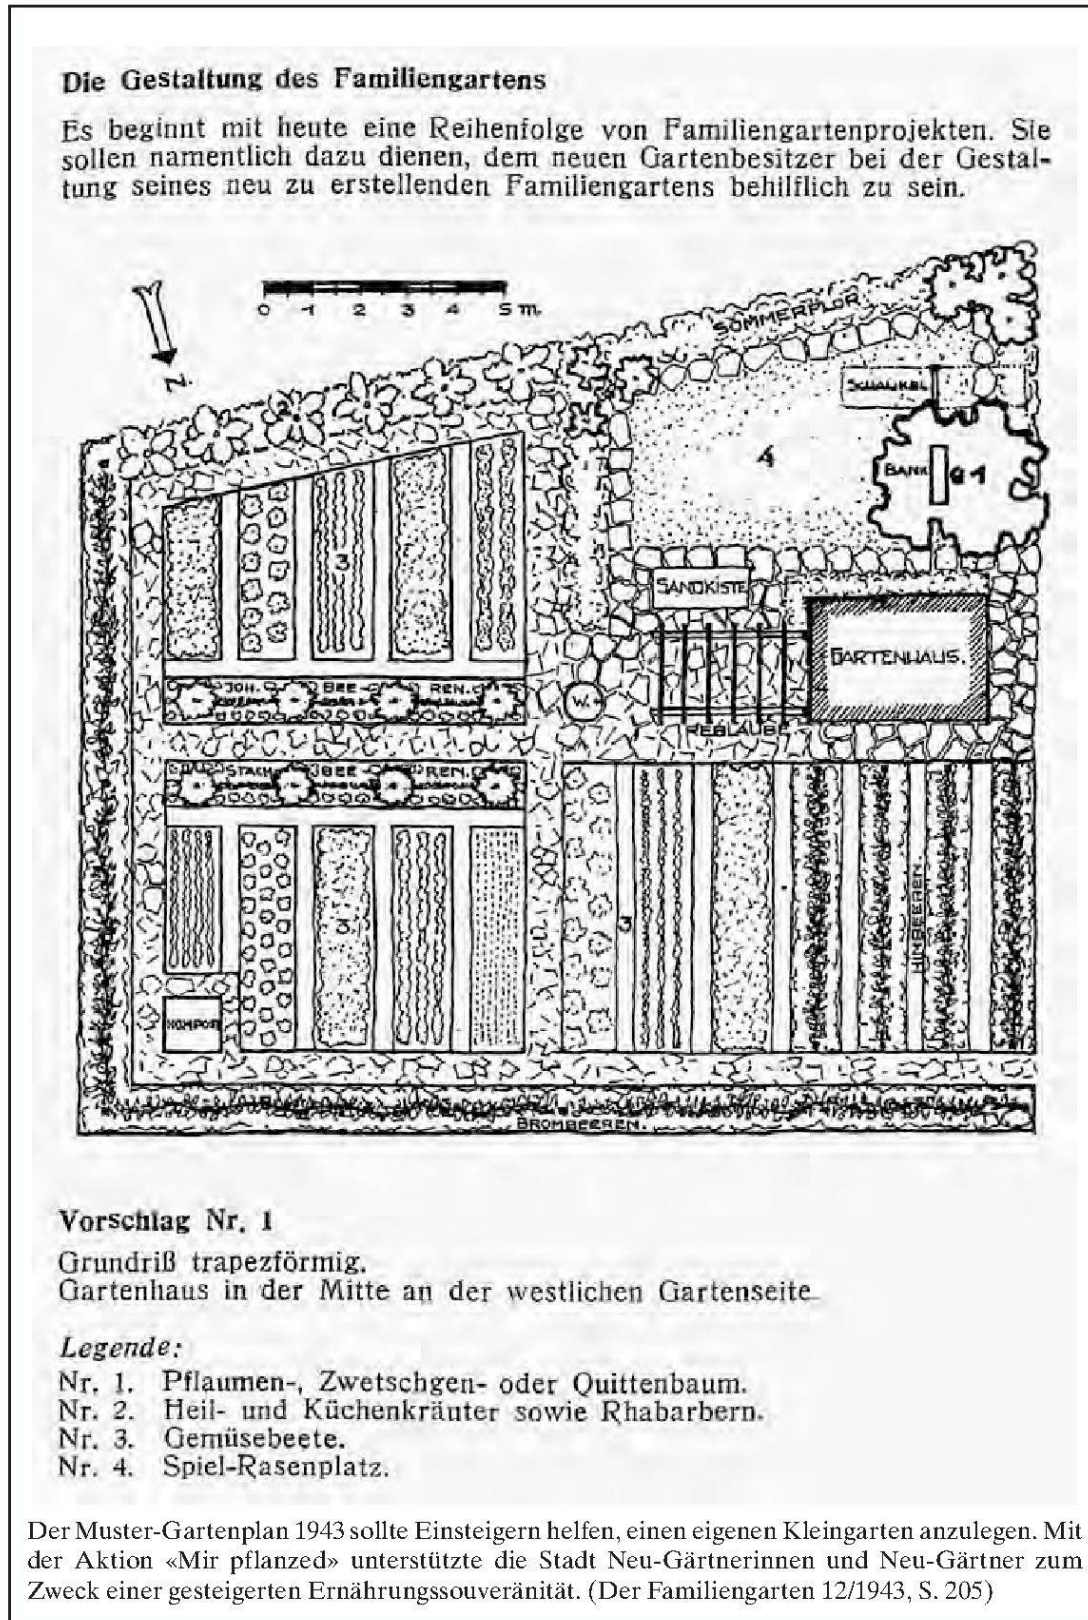 Die Gestaltung des Familiengartens
Es beginnt mit heute eine Reihenfolge von Familiengartenprojekten. Sie
sollen namentlich dazu dienen, dem neuen Gartenbesitzer bei der Gestal-
tung seines neu zu erstellenden Familiengartens behilflich zu sein.
0 1 2 3 4 5 m.
N.
SOMMERFLOR
SCHAUKEL
2
4
BANK
1
3
SANDKISTE
GARTENHAUS.
JOH. BEE- REN.
W.
REBLAUBE
STACH. BEE- REN.
3
3
HIMBEEREN.
KOMPOST
BROMBEEREN.
Vorschlag Nr. 1
Grundriß trapezförmig.
Gartenhaus in der Mitte an der westlichen Gartenseite
Legende:
Nr. 1. Pflaumen-, Zwetschgen- oder Quittenbaum.
Nr. 2. Heil- und Küchenkräuter sowie Rhabarbern.
Nr. 3. Gemüsebeete.
Nr. 4. Spiel-Rasenplatz.
Der Muster-Gartenplan 1943 sollte Einsteigern helfen, einen eigenen Kleingarten anzulegen. Mit
der Aktion «Mir pflanzed» unterstützte die Stadt Neu-Gärtnerinnen und Neu-Gärtner zum
Zweck einer gesteigerten Ernährungssouveränität. (Der Familiengarten 12/1943, S. 205)